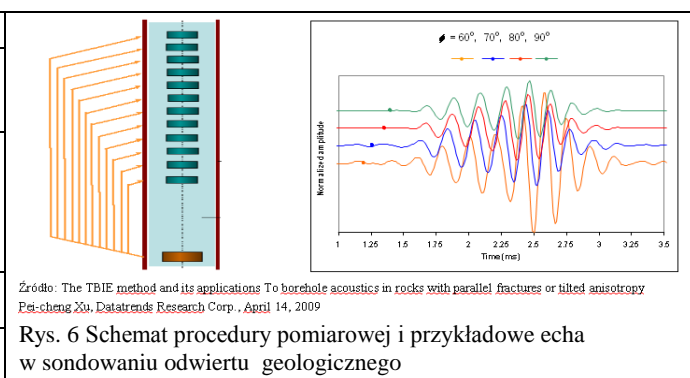 ϕ = 60°, 70°, 80°, 90°
Normalized amplitude
1 1.25 1.5 1.75 2 2.25 2.5 2.75 3 3.25 3.5
Time (ms)
Źródło: The TBIE method and its applications To borehole acoustics in rocks with parallel fractures or tilted anisotropy
Pei-cheng Xu, Datatrends Research Corp., April 14, 2009
Rys. 6 Schemat procedury pomiarowej i przykładowe echa
w sondowaniu odwiertu geologicznego